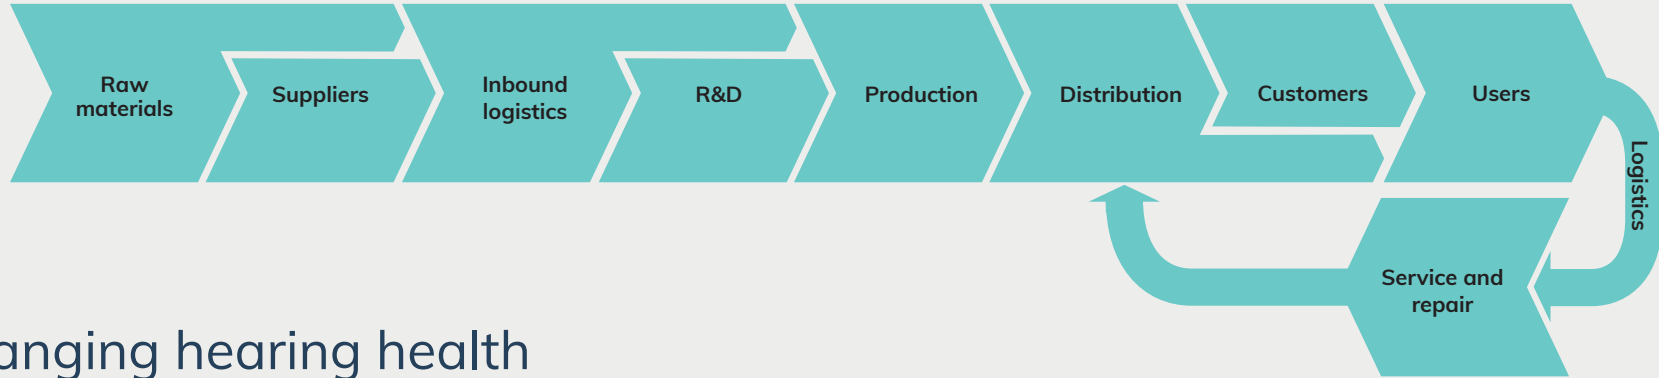 Raw
materials
Suppliers
Inbound
logistics
R&D
Production
Distribution
Customers
Users
Logistics
Service and
repair
anging hearing health